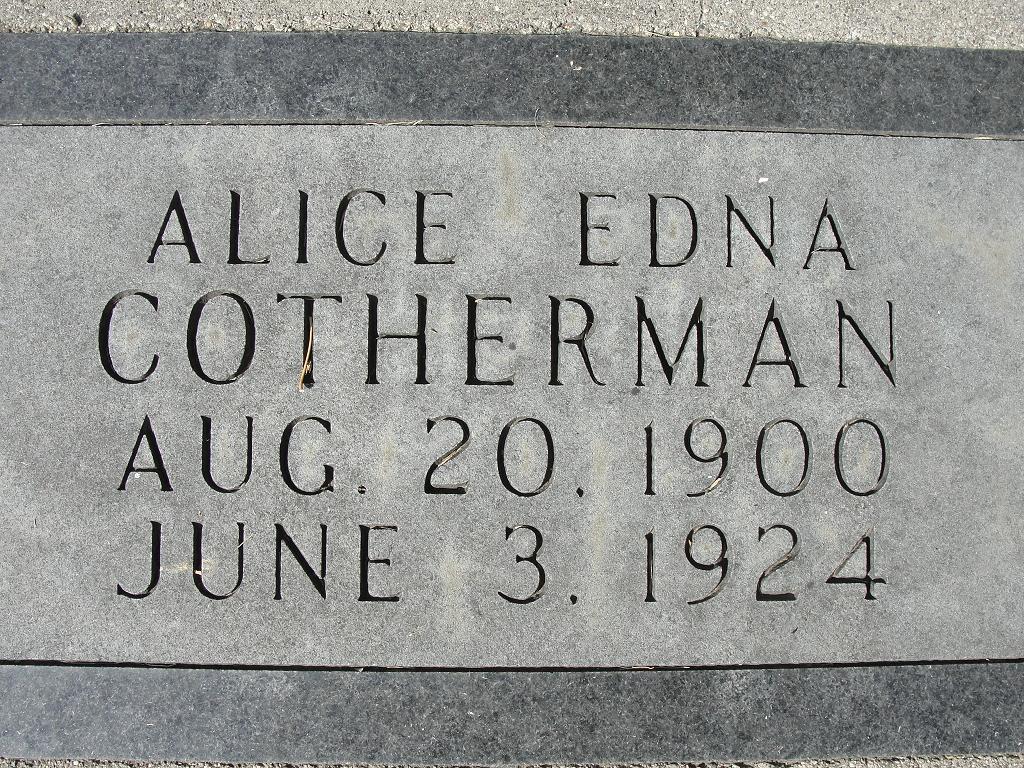 ALICE EDNA
COTHERMAN
AUG. 20. 1900
JUNE 3. 1924